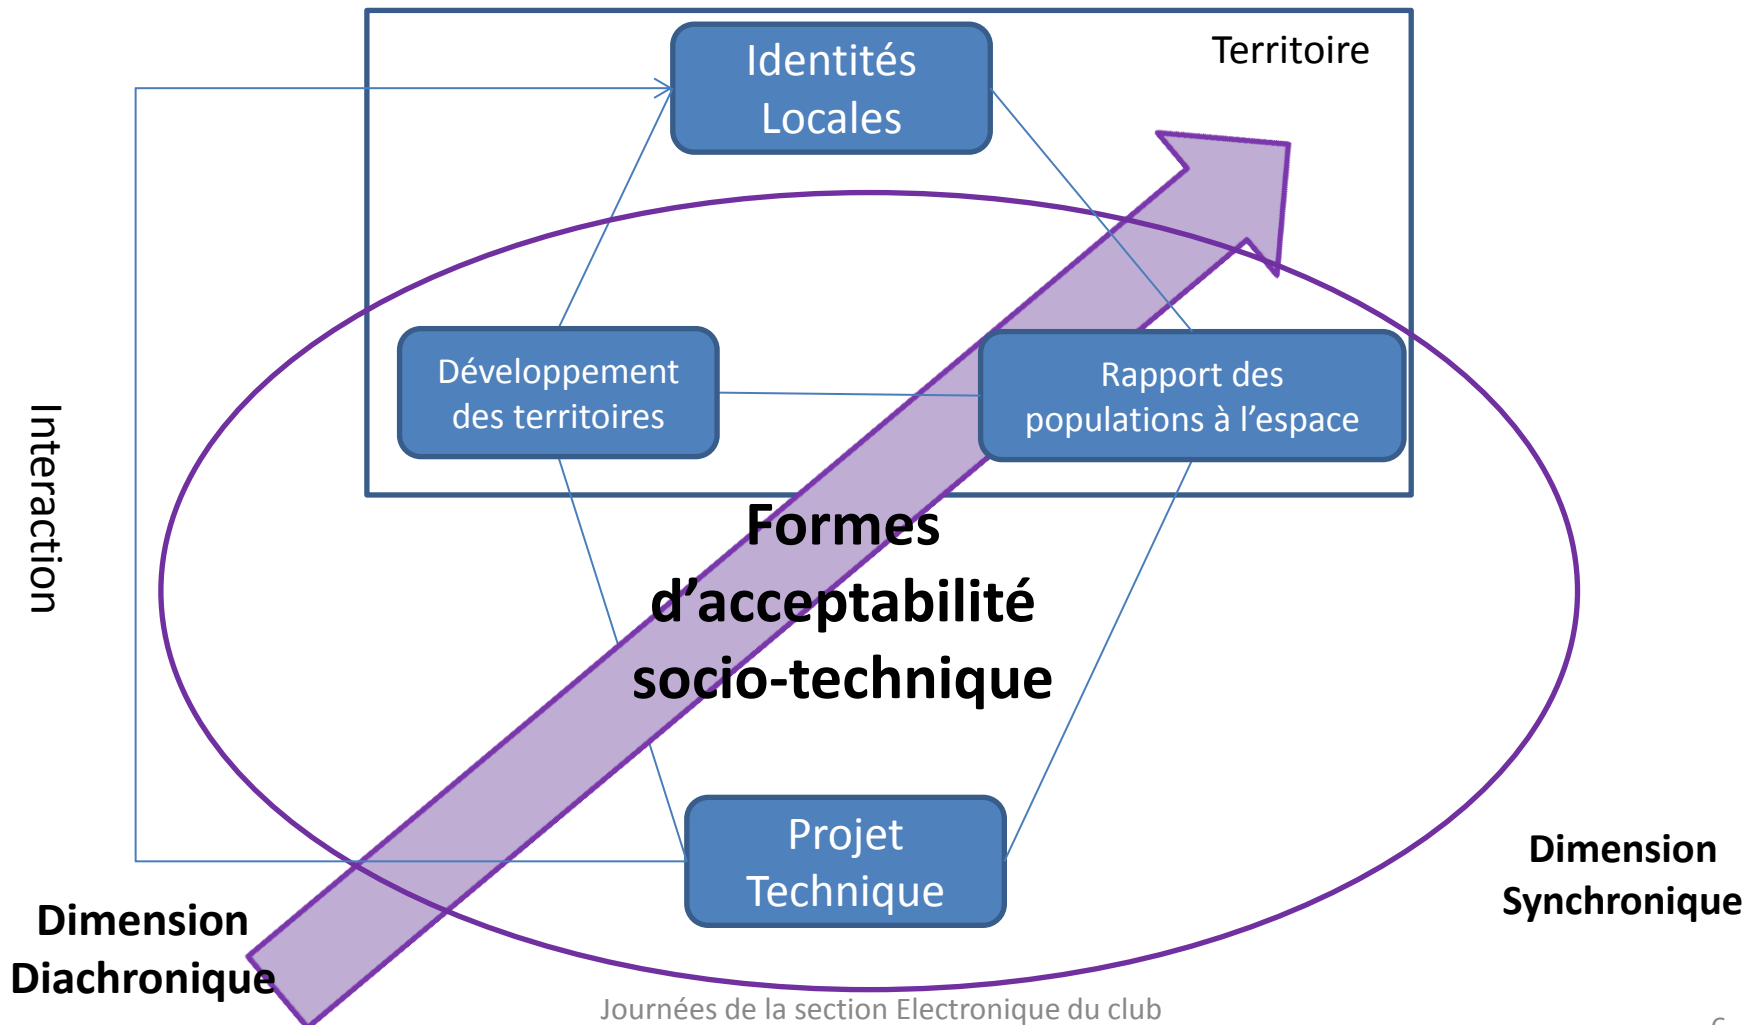 Territoire
Identités
Locales
Développement
des territoires
Rapport des
populations à l’espace
Interaction
Formes
d’acceptabilité
socio-technique
Projet
Technique
Dimension
Synchronique
Dimension
Diachronique
Journées de la section Electronique du club